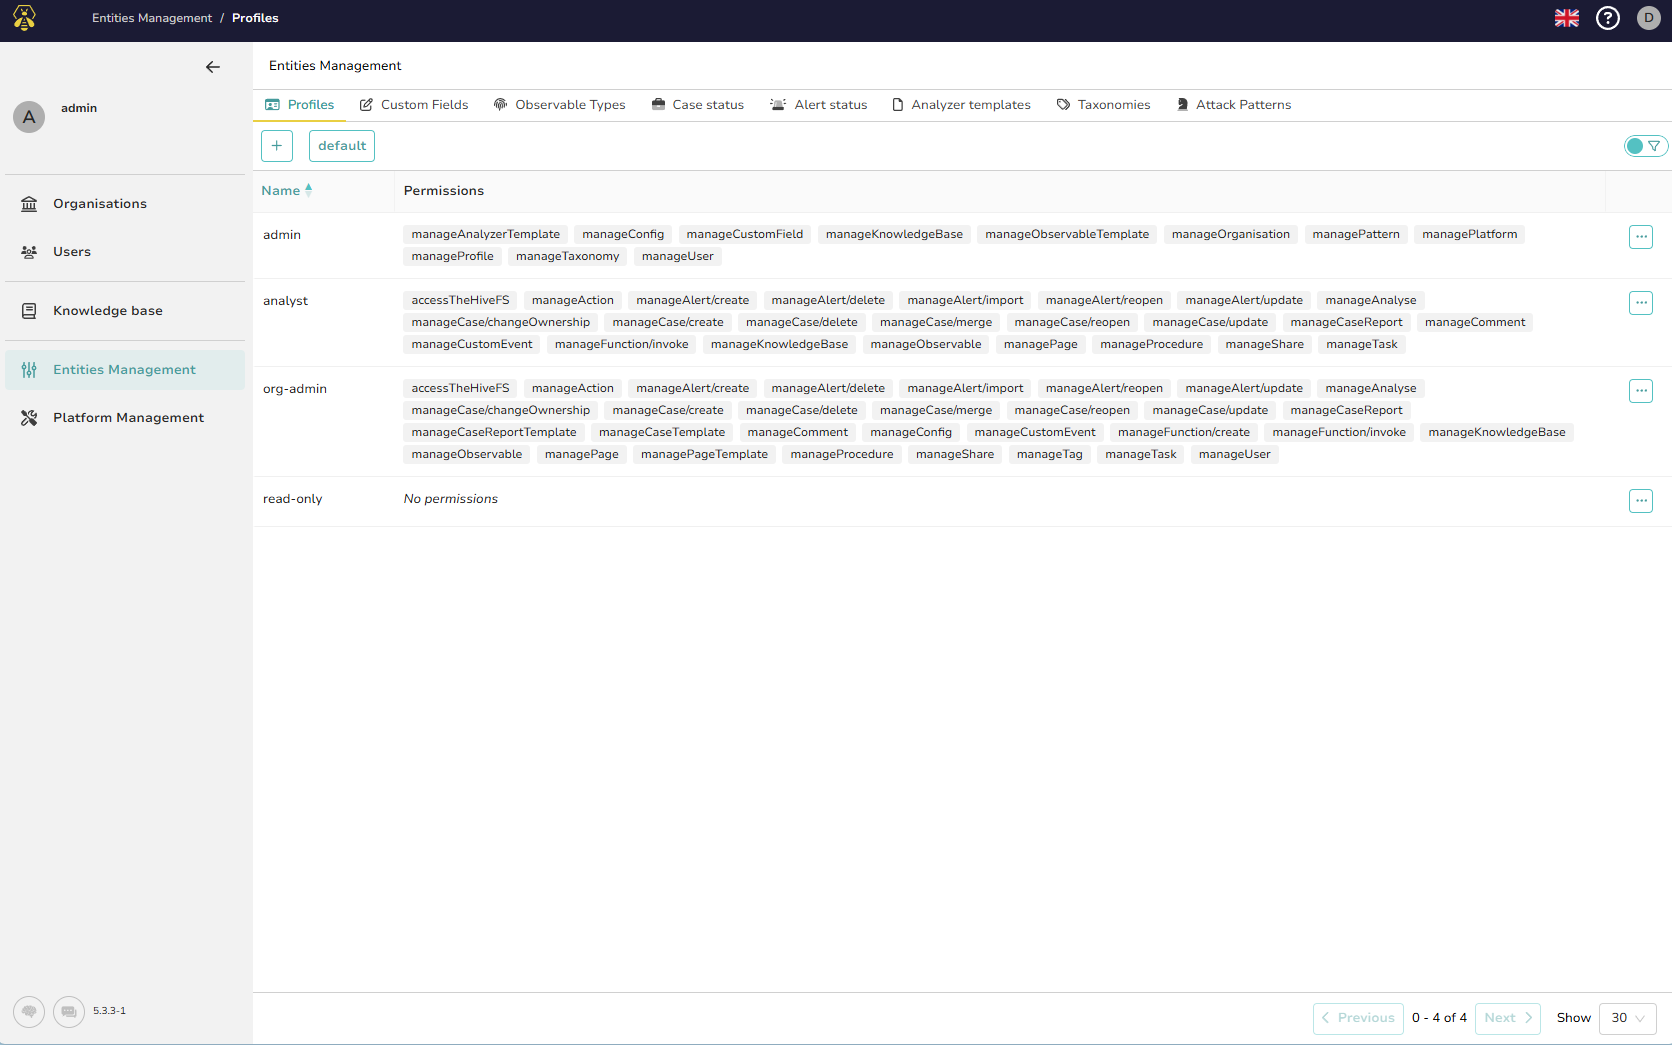 Entities Management / Profiles
? D
Entities Management
A admin
Profiles Custom Fields Observable Types Case status Alert status Analyzer templates Taxonomies Attack Patterns
+ default
Name Permissions
Organisations
Users
Knowledge base
Entities Management
Platform Management
admin manageAnalyzerTemplate manageConfig manageCustomField manageKnowledgeBase manageObservableTemplate manageOrganisation managePattern managePlatform
manageProfile manageTaxonomy manageUser
analyst accessTheHiveFS manageAction manageAlert/create manageAlert/delete manageAlert/import manageAlert/reopen manageAlert/update manageAnalyse
manageCase/changeOwnership manageCase/create manageCase/delete manageCase/merge manageCase/reopen manageCase/update manageCaseReport manageComment
manageCustomEvent manageFunction/invoke manageKnowledgeBase manageObservable managePage manageProcedure manageShare manageTask
org-admin accessTheHiveFS manageAction manageAlert/create manageAlert/delete manageAlert/import manageAlert/reopen manageAlert/update manageAnalyse
manageCase/changeOwnership manageCase/create manageCase/delete manageCase/merge manageCase/reopen manageCase/update manageCaseReport
manageCaseReportTemplate manageCaseTemplate manageComment manageConfig manageCustomEvent manageFunction/create manageFunction/invoke manageKnowledgeBase
manageObservable managePage managePageTemplate manageProcedure manageShare manageTag manageTask manageUser
read-only No permissions
5.3.3-1
Previous 0 - 4 of 4 Next Show 30